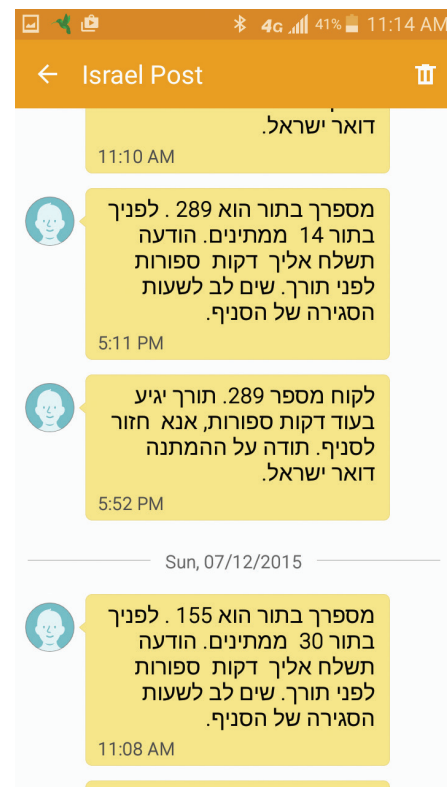 41% 11:14 AM
4G
Israel Post
דואר ישראל.
11:10 AM
מספרך בתור הוא 289 . לפניך
בתור 14 ממתינים. הודעה
תשלח אליך דקות ספורות
לפני תורך. שים לב לשעות
הסגירה של הסניף.
5:11 PM
לקוח מספר 289. תורך יגיע
בעוד דקות ספורות, אנא חזור
לסניף. תודה על ההמתנה
דואר ישראל.
5:52 PM
Sun, 07/12/2015
מספרך בתור הוא 155 . לפניך
בתור 30 ממתינים. הודעה
תשלח אליך דקות ספורות
לפני תורך. שים לב לשעות
הסגירה של הסניף.
11:08 AM